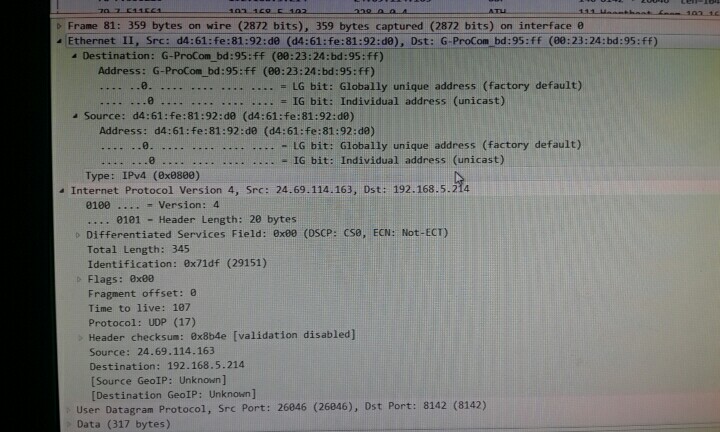 Frame 81: 359 bytes on wire (2872 bits), 359 bytes captured (2872 bits) on interface 0
Ethernet II, Src: d4:61:fe:81:92:d0 (d4:61:fe:81:92:d0), Dst: G-ProCom_bd:95:ff (00:23:24:bd:95:ff)
Destination: G-ProCom_bd:95:ff (00:23:24:bd:95:ff)
Address: G-ProCom_bd:95:ff (00:23:24:bd:95:ff)
.... ..0. .... .... .... .... = LG bit: Globally unique address (factory default)
.... ...0 .... .... .... .... = IG bit: Individual address (unicast)
Source: d4:61:fe:81:92:d0 (d4:61:fe:81:92:d0)
Address: d4:61:fe:81:92:d0 (d4:61:fe:81:92:d0)
.... ..0. .... .... .... .... = LG bit: Globally unique address (factory default)
.... ...0 .... .... .... .... = IG bit: Individual address (unicast)
Type: IPv4 (0x0800)
Internet Protocol Version 4, Src: 24.69.114.163, Dst: 192.168.5.214
0100 .... = Version: 4
.... 0101 = Header Length: 20 bytes
Differentiated Services Field: 0x00 (DSCP: CS0, ECN: Not-ECT)
Total Length: 345
Identification: 0x71df (29151)
Flags: 0x00
Fragment offset: 0
Time to live: 107
Protocol: UDP (17)
Header checksum: 0x8b4e [validation disabled]
Source: 24.69.114.163
Destination: 192.168.5.214
[Source GeoIP: Unknown]
[Destination GeoIP: Unknown]
User Datagram Protocol, Src Port: 26046 (26046), Dst Port: 8142 (8142)
Data (317 bytes)